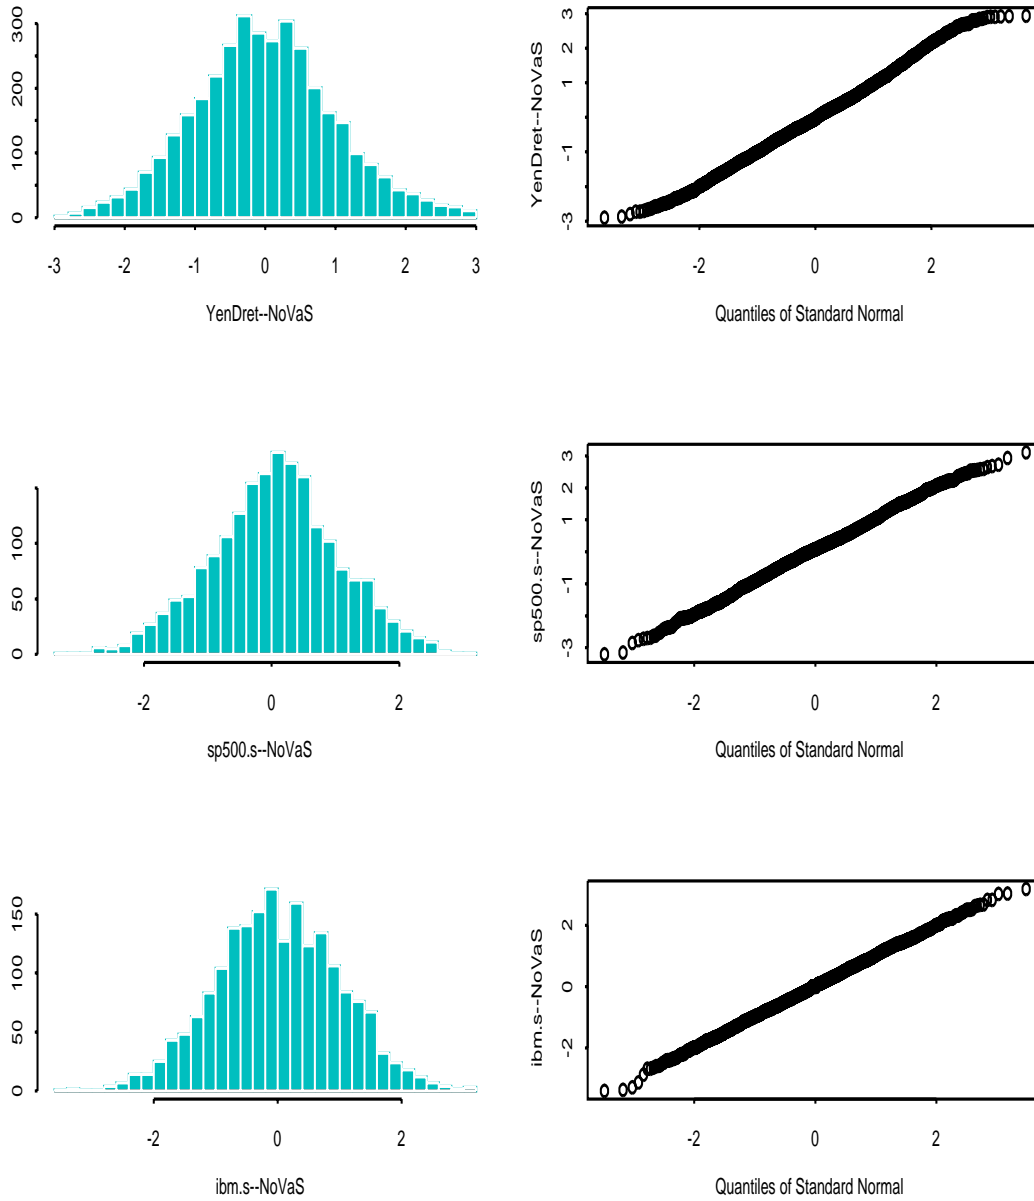 300
200
100
0
-3 -2 -1 0 1 2 3
YenDret--NoVaS
YenDret--NoVaS
3
2
1
-1
-3
-2 0 2
Quantiles of Standard Normal
100
50
0
-2 0 2
sp500.s--NoVaS
sp500.s--NoVaS
3
2
1
-1
-3
-2 0 2
Quantiles of Standard Normal
150
100
50
0
-2 0 2
ibm.s--NoVaS
ibm.s--NoVaS
2
0
-2
-2 0 2
Quantiles of Standard Normal